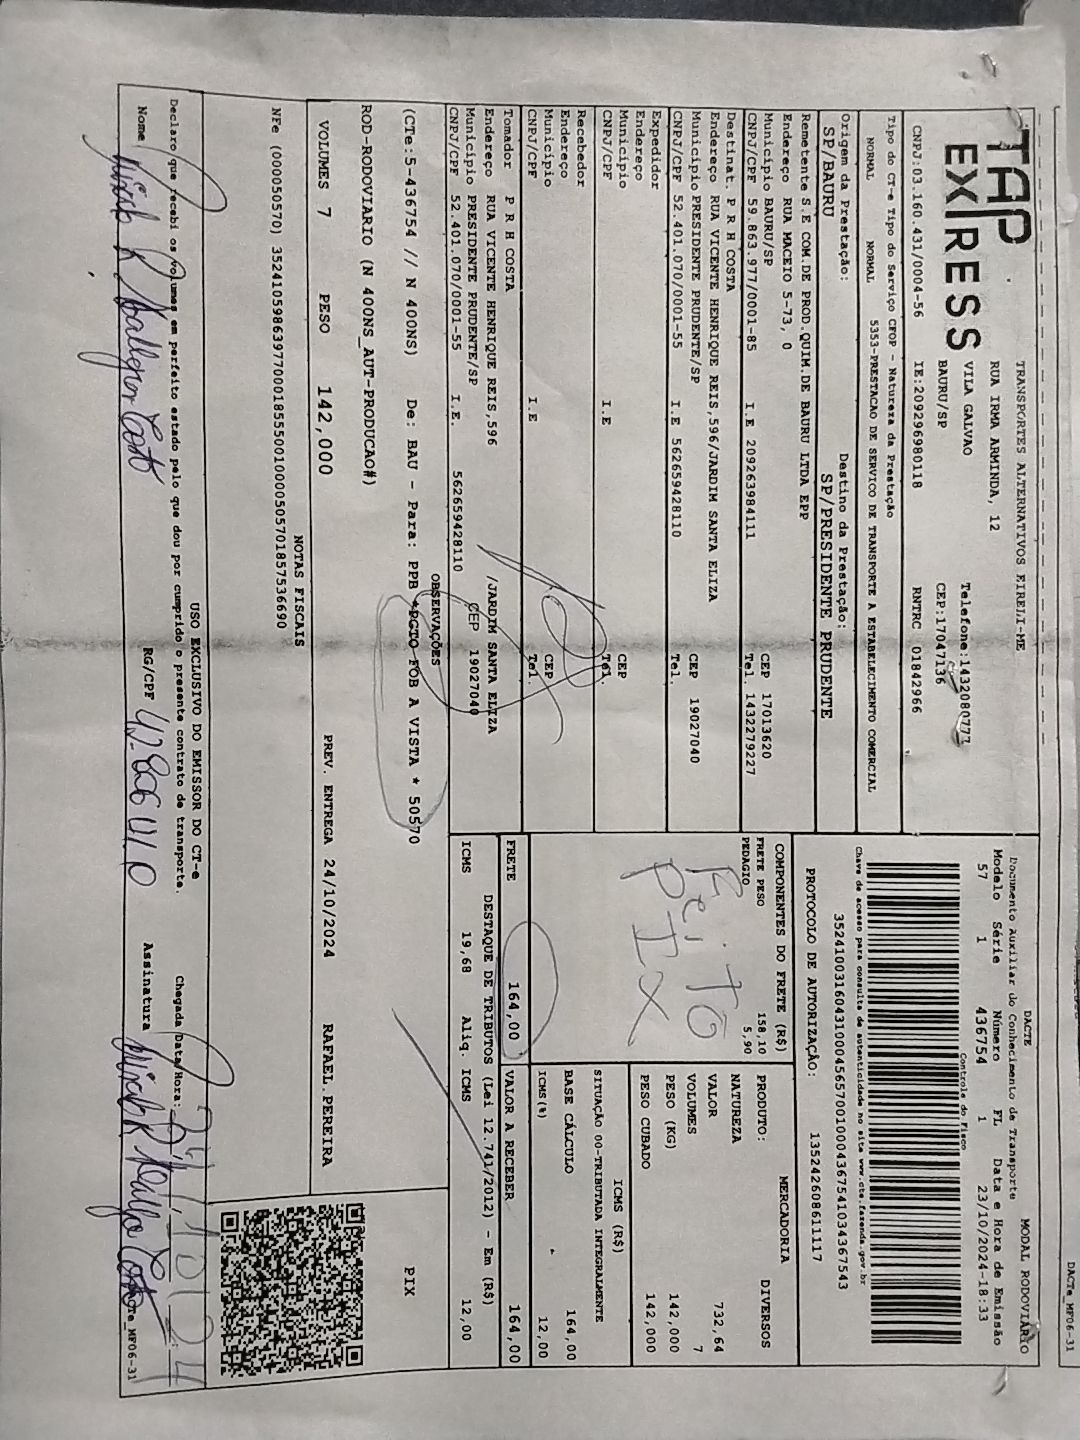 TAP
EXPRESS
TRANSPORTES ALTERNATIVOS EIRELI-ME
RUA IRMA ARMINDA, 12
VILA GALVAO
BAURU/SP
Telefone:1432080771
CEP:17047136
CNPJ:03.160.431/0004-56 IE:209296980118 RNTRC 01842966
Tipo do CT-e Tipo do Serviço CFOP - Natureza da Prestação
NORMAL NORMAL 5353-PRESTACAO DE SERVICO DE TRANSPORTE A ESTABELECIMENTO COMERCIAL
Origem da Prestação: Destino da Prestação:
SP/BAURU SP/PRESIDENTE PRUDENTE
Remetente S.E COM.DE PROD.QUIM.DE BAURU LTDA EPP
Endereço RUA MACEIO 5-73, 0 CEP 17013620
Município BAURU/SP Tel. 1432279227
CNPJ/CPF 59.863.977/0001-85 I.E 209263984111
Destinat. P R H COSTA
Endereço RUA VICENTE HENRIQUE REIS,596/JARDIM SANTA ELIZA
Município PRESIDENTE PRUDENTE/SP CEP 19027040
CNPJ/CPF 52.401.070/0001-55 I.E 562659428110 Tel.
Expedidor
Endereço
Município CEP
CNPJ/CPF I.E Tel.
Recebedor
Endereço
Município CEP
CNPJ/CPF I.E Tel.
Tomador P R H COSTA
Endereço RUA VICENTE HENRIQUE REIS,596 /JARDIM SANTA ELIZA
Município PRESIDENTE PRUDENTE/SP CEP 19027040
CNPJ/CPF 52.401.070/0001-55 I.E. 562659428110
DACTE MODAL RODOVIÁRIO
Documento Auxiliar do Conhecimento de Transporte
Modelo Série Número FL Data e Hora de Emissão
57 1 436754 1 23/10/2024-18:33
Controle do Fisco
Chave de acesso para consulta de autenticidade no site www.cte.fazenda.gov.br
35241003160431000456570010004367541034367543
PROTOCOLO DE AUTORIZAÇÃO: 135242608611117
COMPONENTES DO FRETE (R$)
FRETE PESO 158,10
PEDAGIO 5,90
FeiTo
PIX
MERCADORIA
PRODUTO: DIVERSOS
NATUREZA
VALOR 732,64
VOLUMES 7
PESO (KG) 142,000
PESO CUBADO 142,000
ICMS (R$)
SITUAÇÃO 00-TRIBUTADA INTEGRALMENTE
BASE CÁLCULO 164,00
ICMS(%) 12,00
FRETE 164,00 VALOR A RECEBER 164,00
DESTAQUE DE TRIBUTOS (Lei 12.741/2012) - Em (R$)
ICMS 19,68 Aliq. ICMS 12,00
OBSERVAÇÕES
(CTe:5-436754 // N 400NS) De: BAU - Para: PPB *PGTO FOB A VISTA * 50570
ROD-RODOVIARIO (N 400NS_AUT-PRODUCAO#)
PIX
VOLUMES 7 PESO 142,000 PREV. ENTREGA 24/10/2024 RAFAEL.PEREIRA
NOTAS FISCAIS
NFe (000050570) 35241059863977000185550010000505701857536690
USO EXCLUSIVO DO EMISSOR DO CT-e
Declaro que recebi os volumes em perfeito estado pelo que dou por cumprido o presente contrato de transporte. Chegada Data/Hora: 24/10/24
Nome RG/CPF Assinatura
DACTe_MF06-31
DACTe_MF06-31